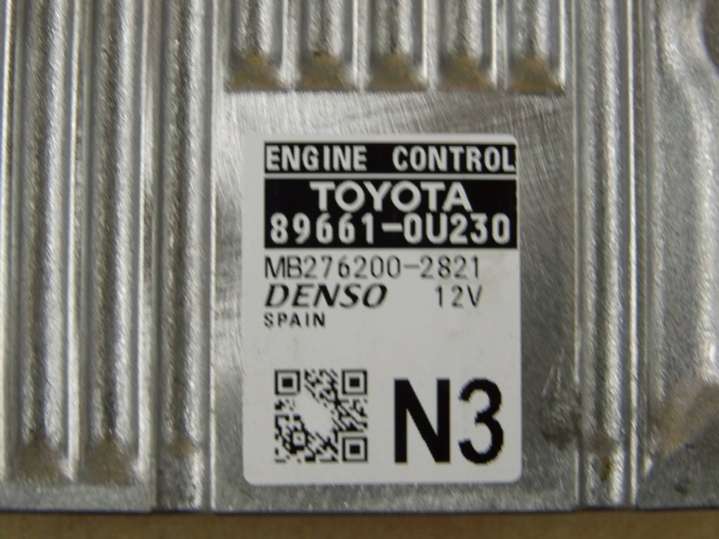 ENGINE CONTROL
TOYOTA
89661-0U230
MB276200-2821
DENSO 12V
SPAIN
N3